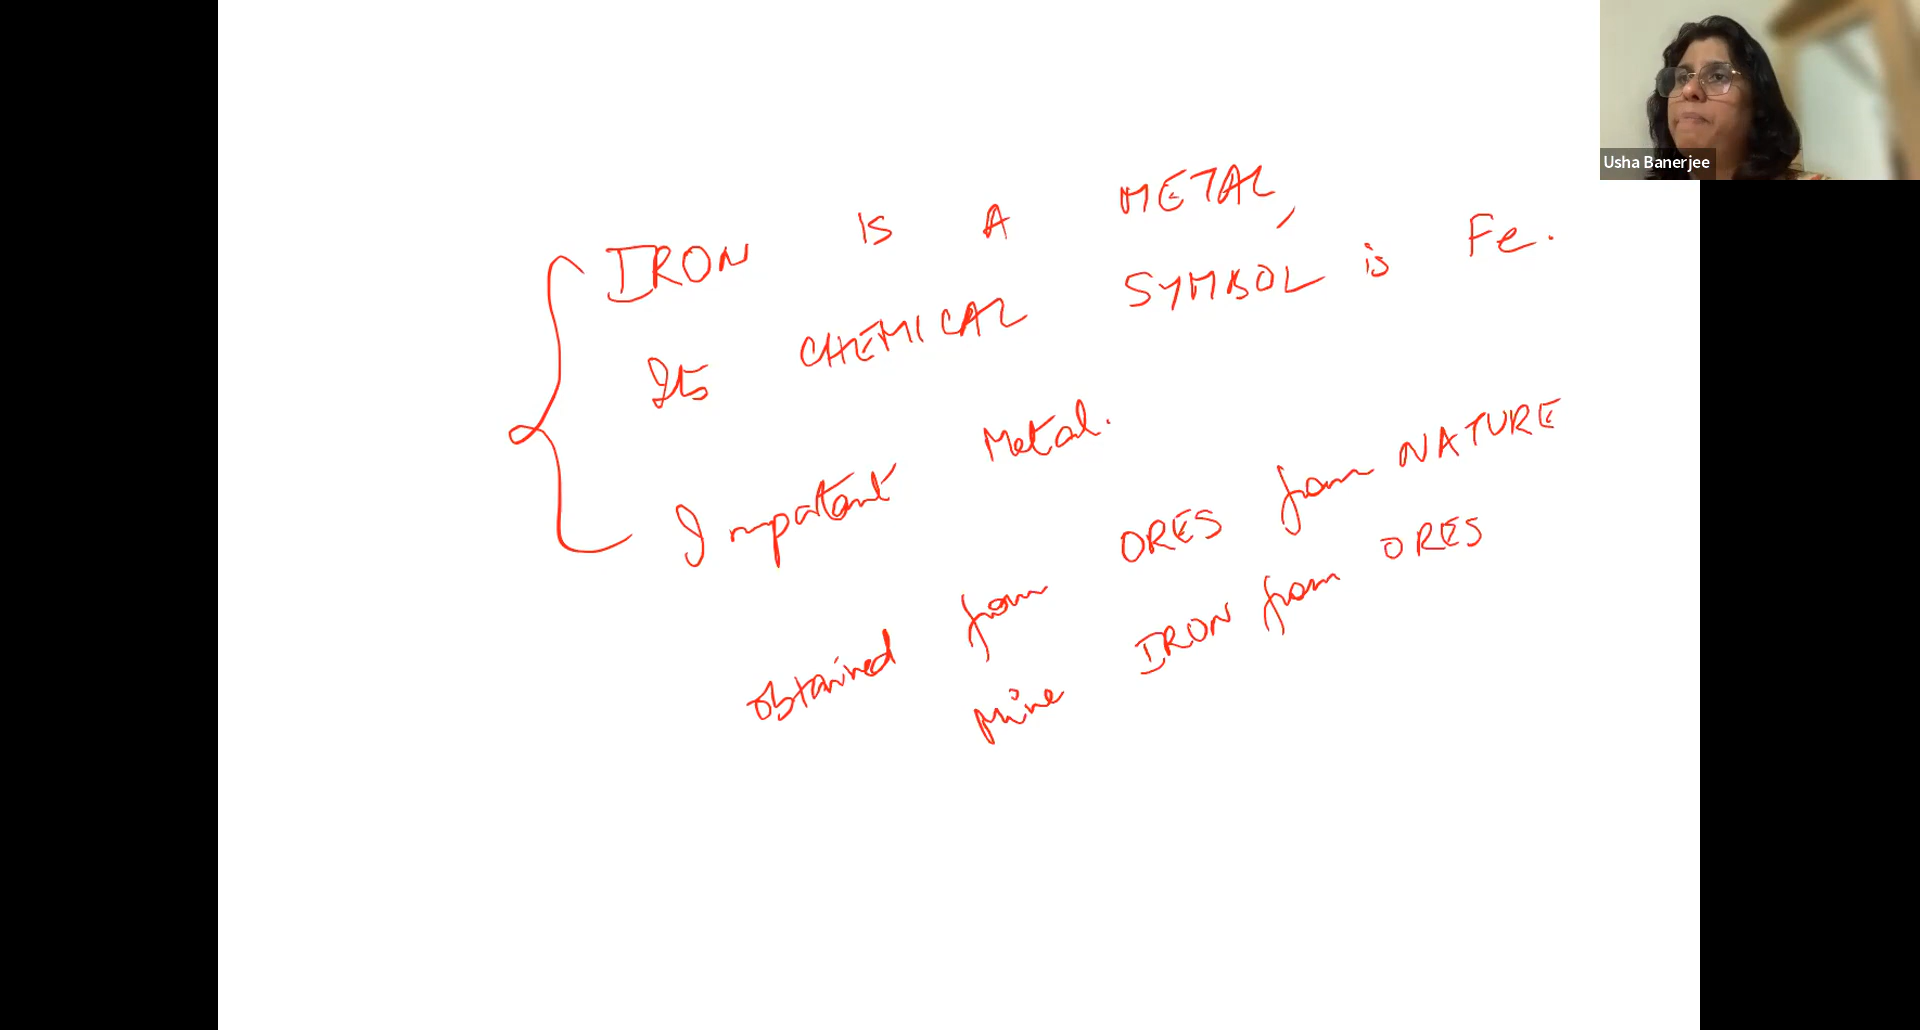 IRON IS A METAL,
Its CHEMICAL SYMBOL is Fe.
Important Metal.
obtained from ORES from NATURE
mine IRON from ORES
Usha Banerjee